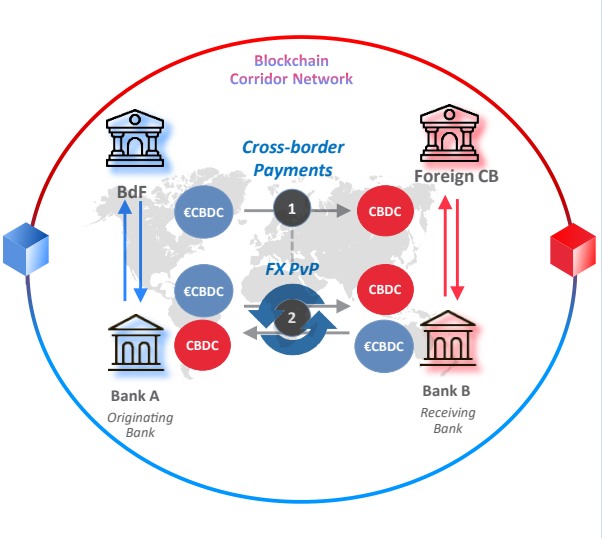 Blockchain
Corridor Network
Cross-border
Payments
BdF
Foreign CB
€CBDC
1
CBDC
FX PvP
€CBDC
CBDC
2
CBDC
€CBDC
Bank A
Originating
Bank
Bank B
Receiving
Bank